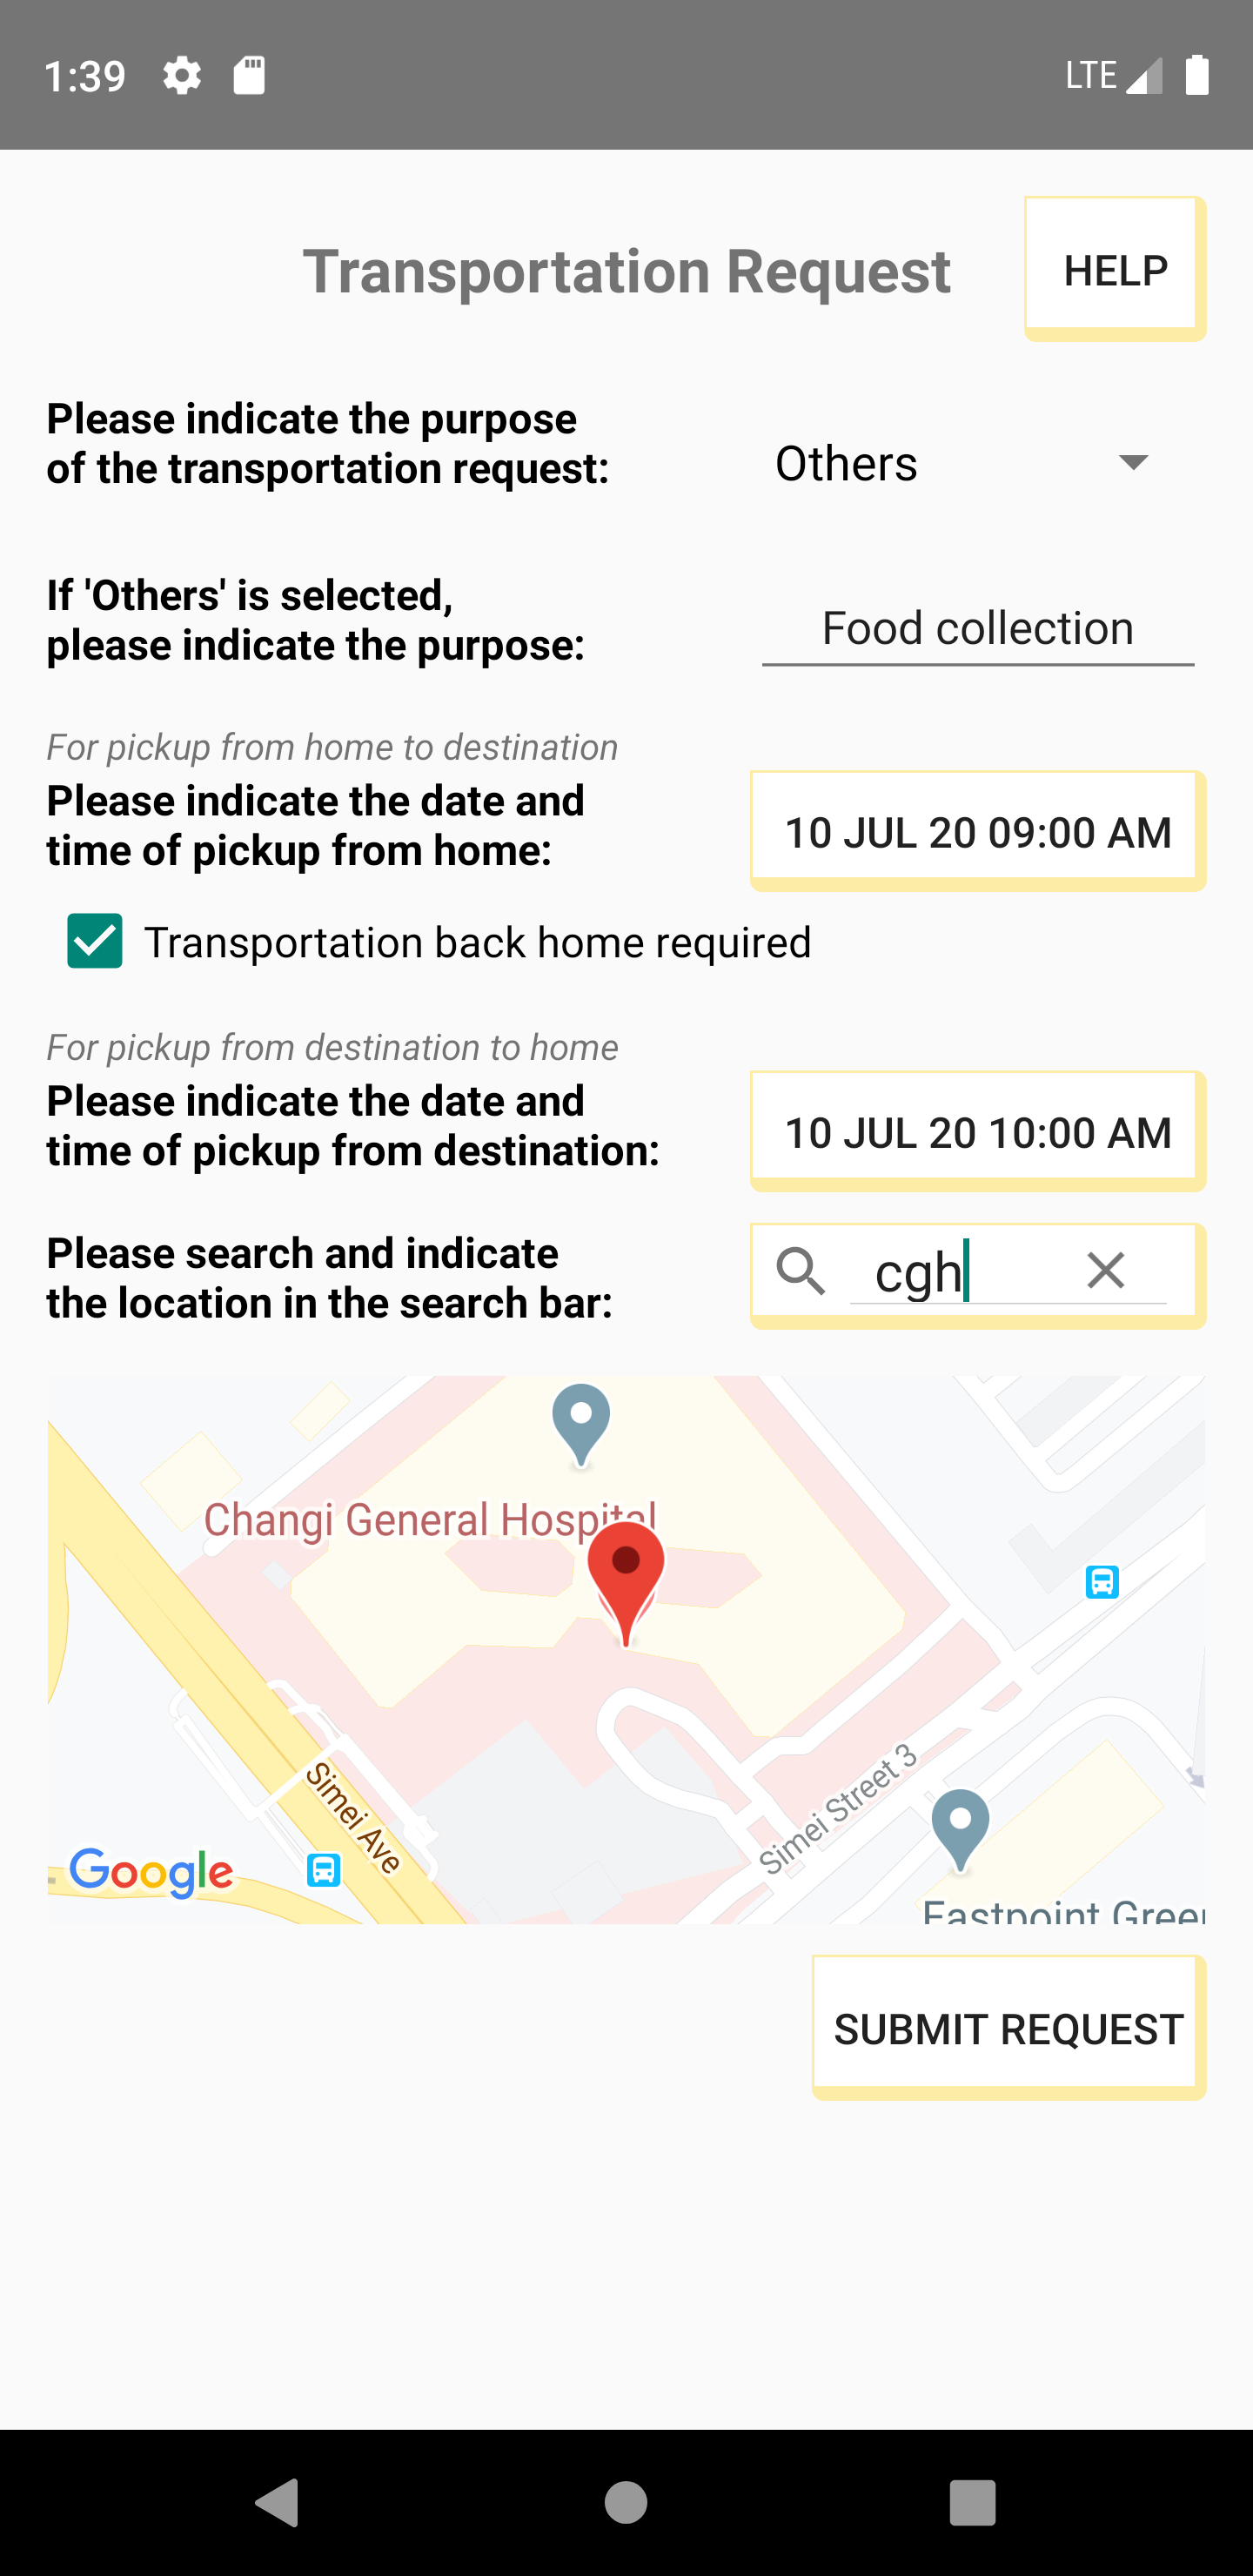 1:39
LTE
Transportation Request
HELP
Please indicate the purpose
of the transportation request:
Others
If 'Others' is selected,
please indicate the purpose:
Food collection
For pickup from home to destination
Please indicate the date and
time of pickup from home:
10 JUL 20 09:00 AM
Transportation back home required
For pickup from destination to home
Please indicate the date and
time of pickup from destination:
10 JUL 20 10:00 AM
Please search and indicate
the location in the search bar:
cgh
Changi General Hospital
Simei Street 3
Simei Ave
Google
Eastpoint Green
SUBMIT REQUEST